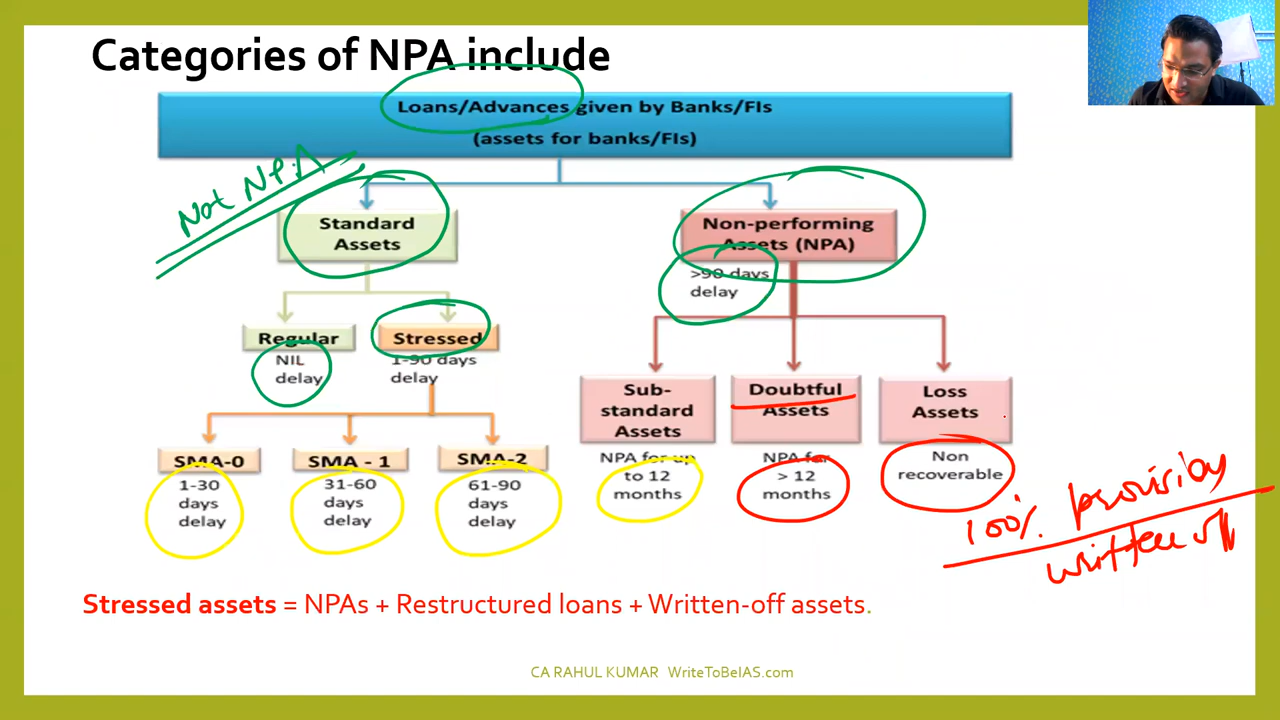 Categories of NPA include
Loans/Advances given by Banks/FIs
(assets for banks/FIs)
Not NPA
Standard
Assets
Non-performing
Assets (NPA)
>90 days
delay
Regular
NIL
delay
Stressed
1-90 days
delay
SMA-0
1-30
days
delay
SMA - 1
31-60
days
delay
SMA-2
61-90
days
delay
Sub-
standard
Assets
NPA for up
to 12
months
Doubtful
Assets
NPA for
> 12
months
Loss
Assets
Non
recoverable
100% provision
written off
Stressed assets = NPAs + Restructured loans + Written-off assets.
CA RAHUL KUMAR WriteToBeIAS.com